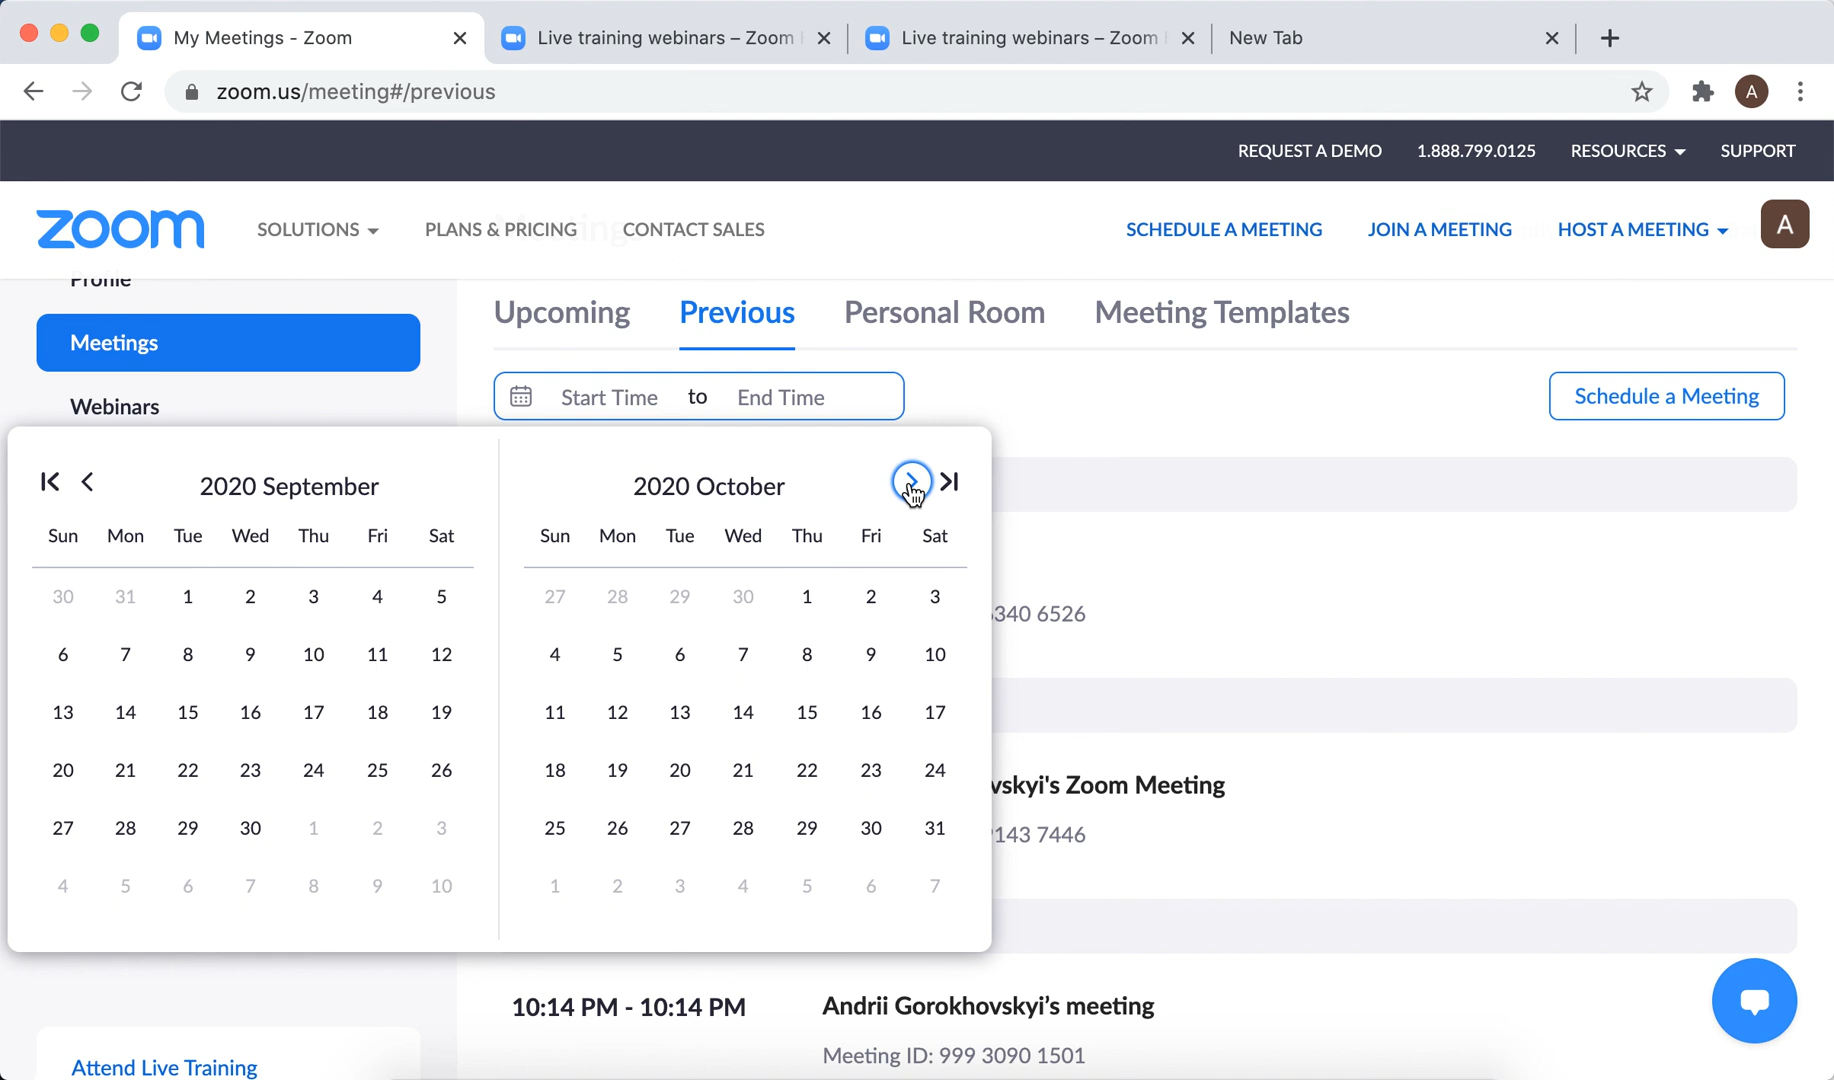 My Meetings - Zoom
Live training webinars – Zoom
Live training webinars – Zoom
New Tab
zoom.us/meeting#/previous
A
REQUEST A DEMO 1.888.799.0125 RESOURCES SUPPORT
zoom SOLUTIONS PLANS & PRICING CONTACT SALES SCHEDULE A MEETING JOIN A MEETING HOST A MEETING A
Profile
Meetings
Webinars
Upcoming Previous Personal Room Meeting Templates
Start Time to End Time
Schedule a Meeting
2020 September
Sun Mon Tue Wed Thu Fri Sat
30 31 1 2 3 4 5
6 7 8 9 10 11 12
13 14 15 16 17 18 19
20 21 22 23 24 25 26
27 28 29 30 1 2 3
4 5 6 7 8 9 10
2020 October
Sun Mon Tue Wed Thu Fri Sat
27 28 29 30 1 2 3
4 5 6 7 8 9 10
11 12 13 14 15 16 17
18 19 20 21 22 23 24
25 26 27 28 29 30 31
1 2 3 4 5 6 7
6526
Zoom Meeting
7446
10:14 PM - 10:14 PM
Andrii Gorokhovskyi’s meeting
Meeting ID: 999 3090 1501
Attend Live Training